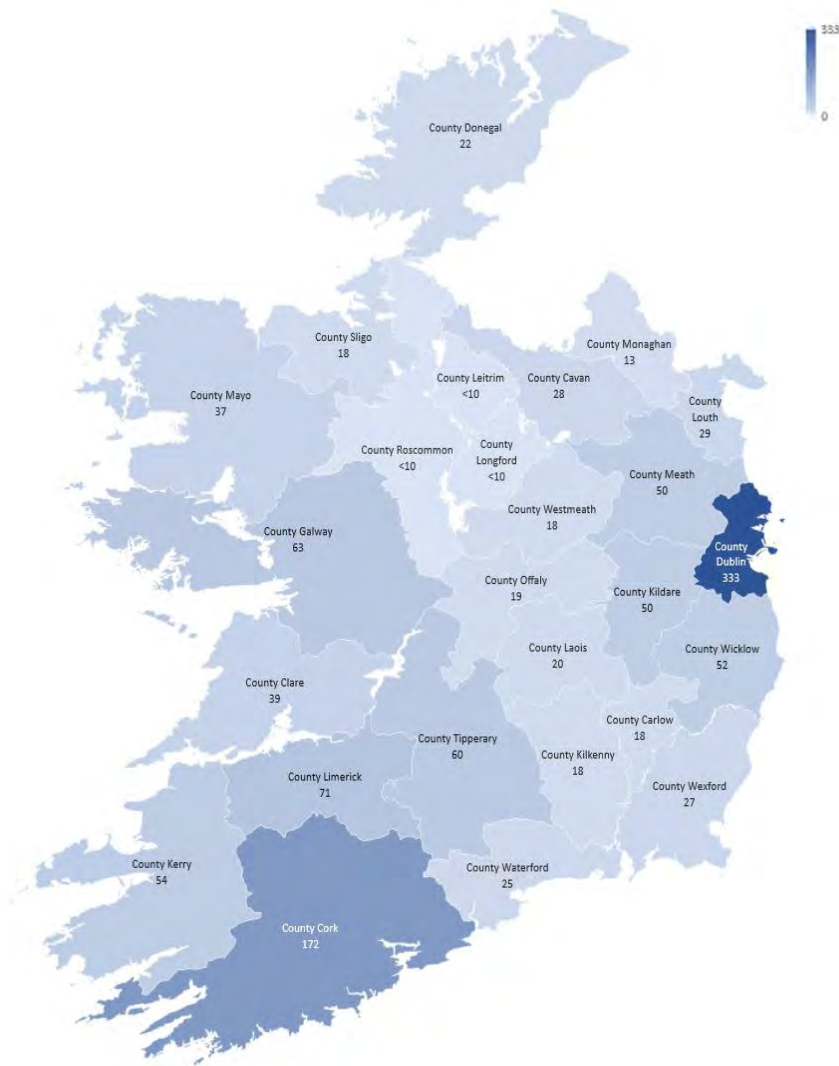 333
0
County Donegal
22
County Sligo
18
County Monaghan
13
County Leitrim
<10
County Cavan
28
County Mayo
37
County
Louth
29
County Roscommon
<10
County
Longford
<10
County Meath
50
County Westmeath
18
County Galway
63
County
Dublin
333
County Offaly
19
County Kildare
50
County Laois
20
County Wicklow
52
County Clare
39
County Carlow
18
County Tipperary
60
County Kilkenny
18
County Limerick
71
County Wexford
27
County Kerry
54
County Waterford
25
County Cork
172